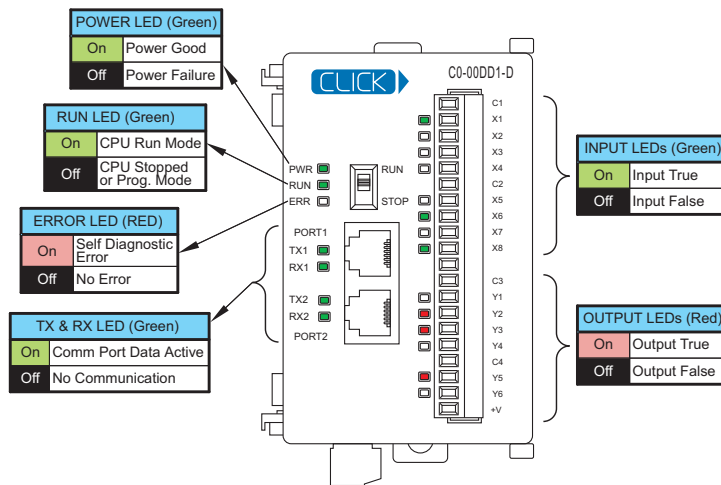 POWER LED (Green)
On Power Good
Off Power Failure
RUN LED (Green)
On CPU Run Mode
Off CPU Stopped
or Prog. Mode
ERROR LED (RED)
On Self Diagnostic
Error
Off No Error
TX & RX LED (Green)
On Comm Port Data Active
Off No Communication
CLICK
C0-00DD1-D
PWR
RUN
ERR
RUN
STOP
PORT1
TX1
RX1
TX2
RX2
PORT2
C1
X1
X2
X3
X4
C2
X5
X6
X7
X8
C3
Y1
Y2
Y3
Y4
C4
Y5
Y6
+V
INPUT LEDs (Green)
On Input True
Off Input False
OUTPUT LEDs (Red)
On Output True
Off Output False